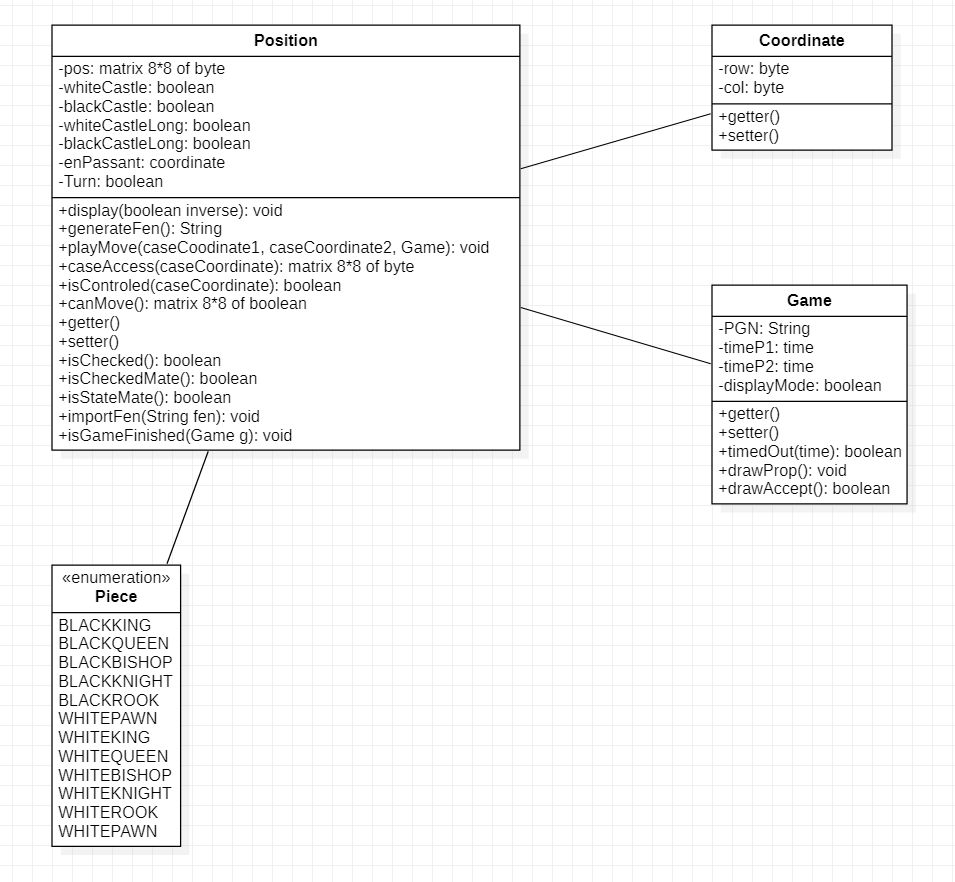 Position
-pos: matrix 8*8 of byte
-whiteCastle: boolean
-blackCastle: boolean
-whiteCastleLong: boolean
-blackCastleLong: boolean
-enPassant: coordinate
-Turn: boolean
+display(boolean inverse): void
+generateFen(): String
+playMove(caseCoodinate1, caseCoordinate2, Game): void
+caseAccess(caseCoordinate): matrix 8*8 of byte
+isControled(caseCoordinate): boolean
+canMove(): matrix 8*8 of boolean
+getter()
+setter()
+isChecked(): boolean
+isCheckedMate(): boolean
+isStateMate(): boolean
+importFen(String fen): void
+isGameFinished(Game g): void
Coordinate
-row: byte
-col: byte
+getter()
+setter()
Game
-PGN: String
-timeP1: time
-timeP2: time
-displayMode: boolean
+getter()
+setter()
+timedOut(time): boolean
+drawProp(): void
+drawAccept(): boolean
«enumeration»
Piece
BLACKKING
BLACKQUEEN
BLACKBISHOP
BLACKKNIGHT
BLACKROOK
WHITEPAWN
WHITEKING
WHITEQUEEN
WHITEBISHOP
WHITEKNIGHT
WHITEROOK
WHITEPAWN